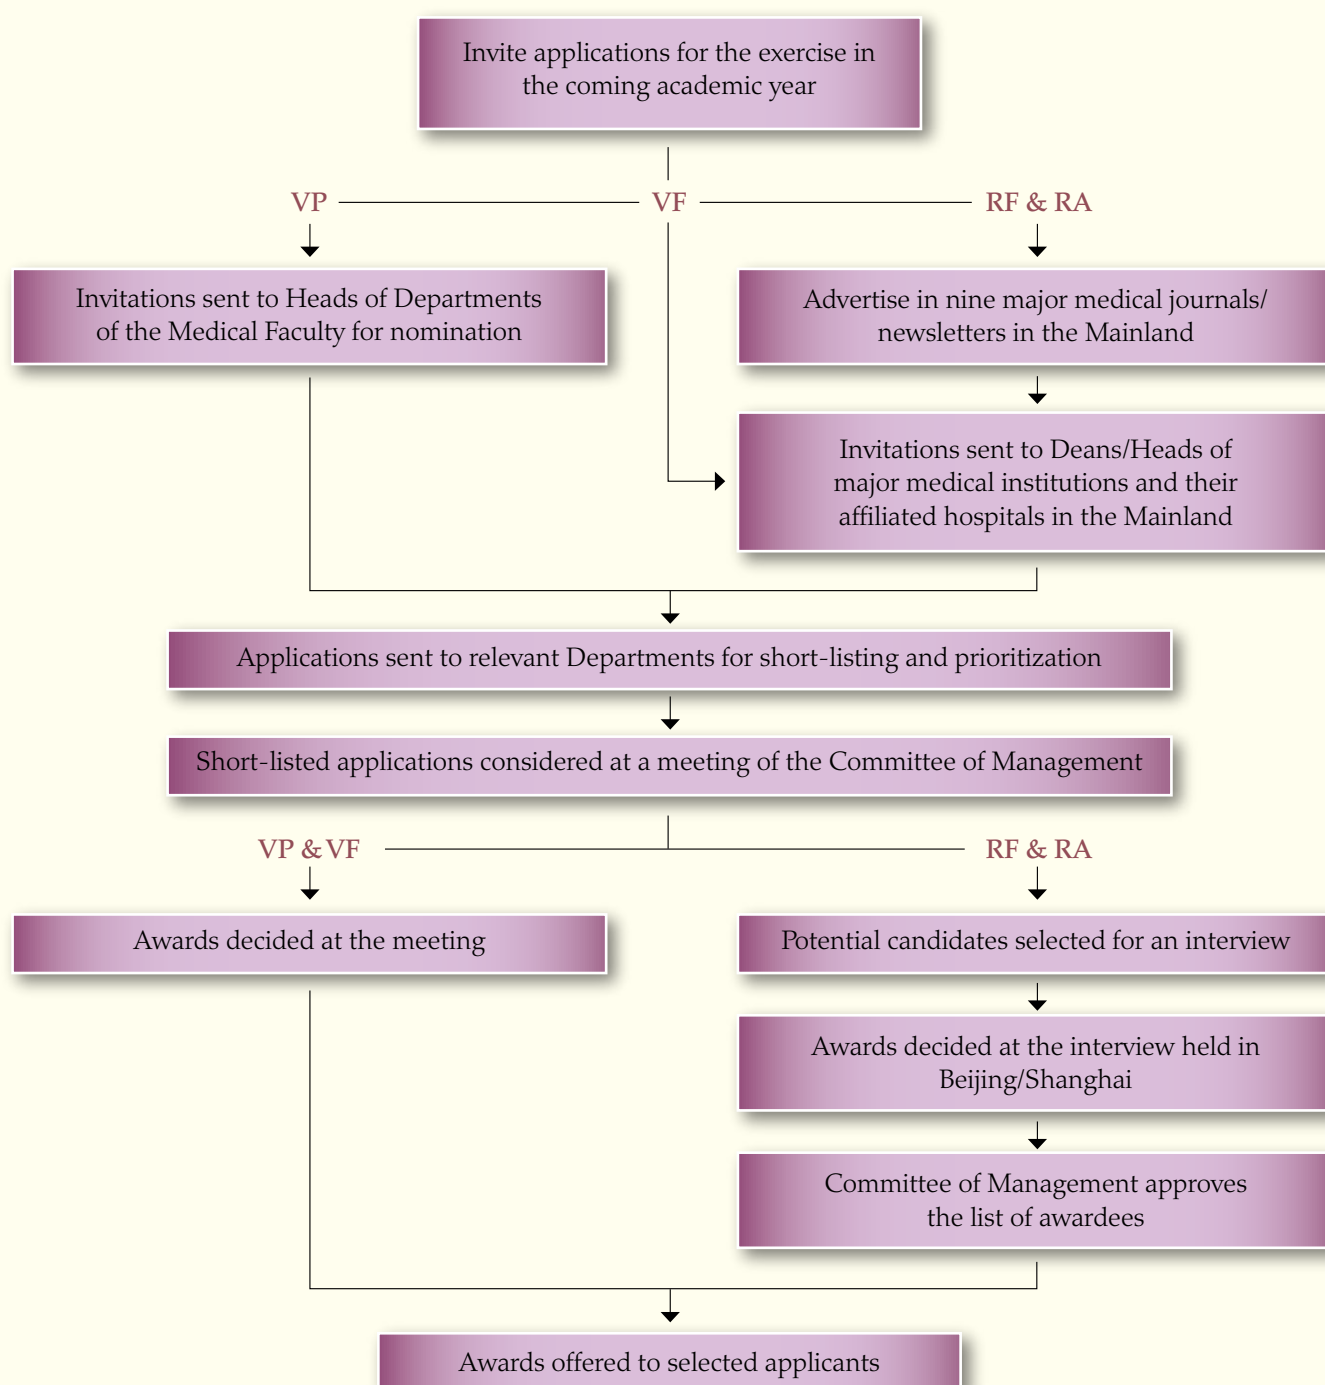 Invite applications for the exercise in
the coming academic year
VP
VF
RF & RA
Invitations sent to Heads of Departments
of the Medical Faculty for nomination
Advertise in nine major medical journals/
newsletters in the Mainland
Invitations sent to Deans/Heads of
major medical institutions and their
affiliated hospitals in the Mainland
Applications sent to relevant Departments for short-listing and prioritization
Short-listed applications considered at a meeting of the Committee of Management
VP & VF
RF & RA
Awards decided at the meeting
Potential candidates selected for an interview
Awards decided at the interview held in
Beijing/Shanghai
Committee of Management approves
the list of awardees
Awards offered to selected applicants